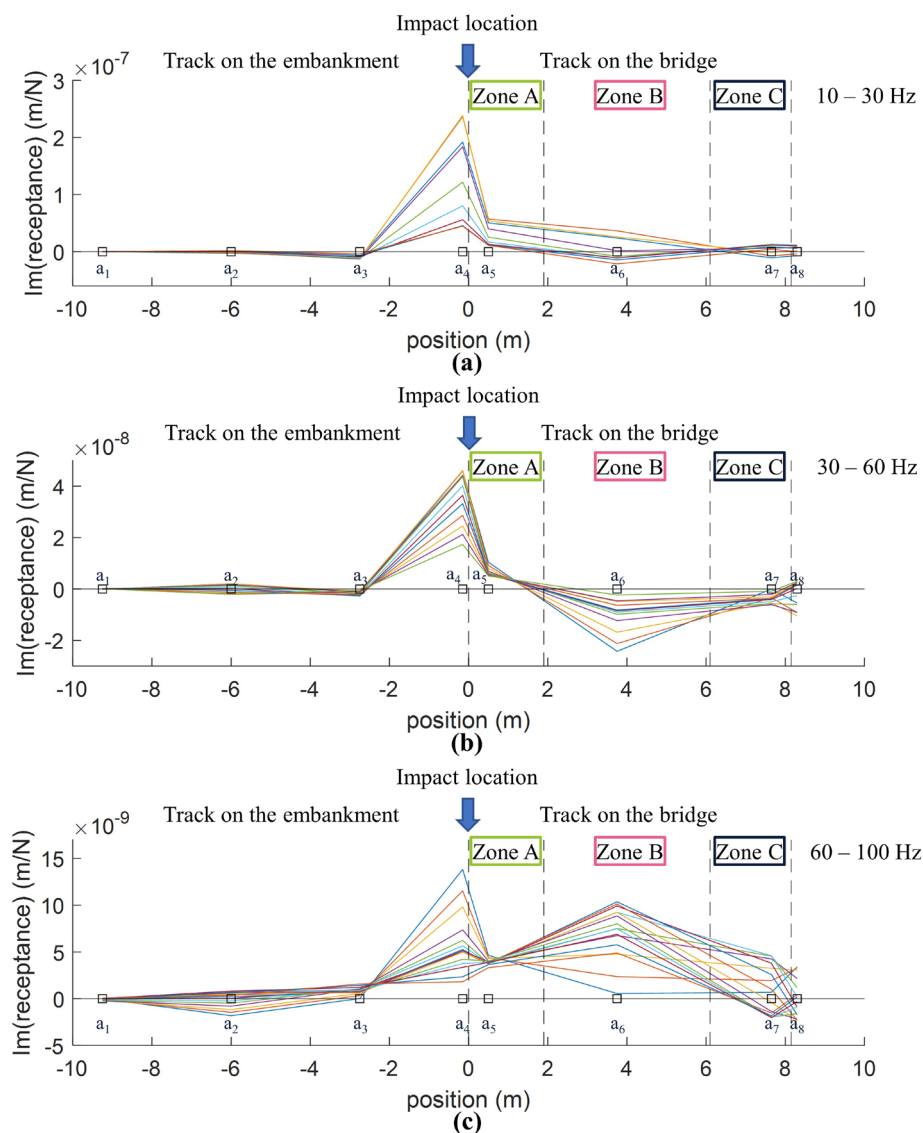 Impact location
Track on the embankment Track on the bridge
×10⁻⁷
Zone A Zone B Zone C 10 – 30 Hz
Im(receptance) (m/N)
3
2
1
0
a₁ a₂ a₃ a₄ a₅ a₆ a₇ a₈
-10 -8 -6 -4 -2 0 2 4 6 8 10
position (m)
(a)
Impact location
Track on the embankment Track on the bridge
×10⁻⁸
Zone A Zone B Zone C 30 – 60 Hz
Im(receptance) (m/N)
4
2
0
-2
a₁ a₂ a₃ a₄ a₅ a₆ a₇ a₈
-10 -8 -6 -4 -2 0 2 4 6 8 10
position (m)
(b)
Impact location
Track on the embankment Track on the bridge
×10⁻⁹
Zone A Zone B Zone C 60 – 100 Hz
Im(receptance) (m/N)
15
10
5
0
-5
a₁ a₂ a₃ a₄ a₅ a₆ a₇ a₈
-10 -8 -6 -4 -2 0 2 4 6 8 10
position (m)
(c)